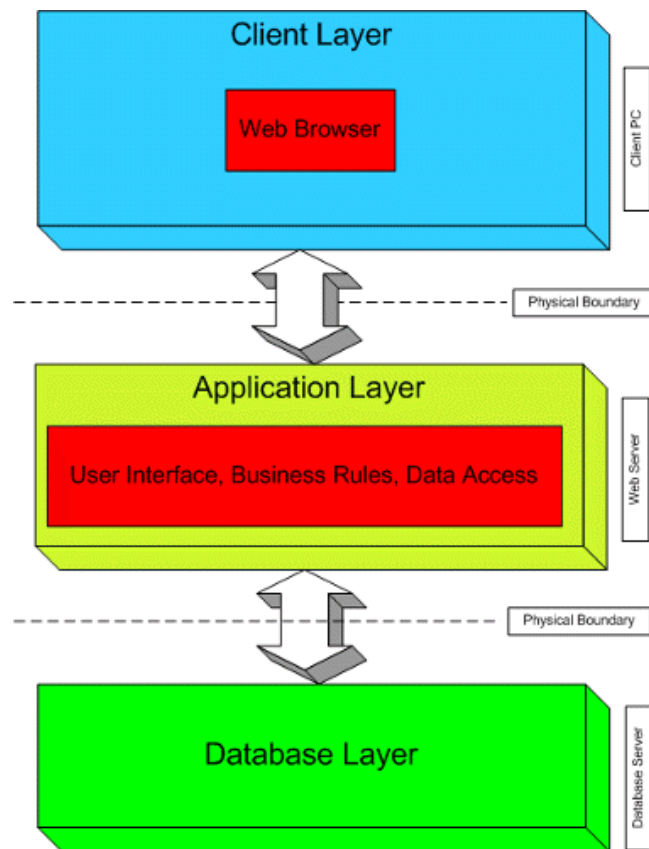 Client Layer
Web Browser
Client PC
Physical Boundary
Application Layer
User Interface, Business Rules, Data Access
Web Server
Physical Boundary
Database Layer
Database Server